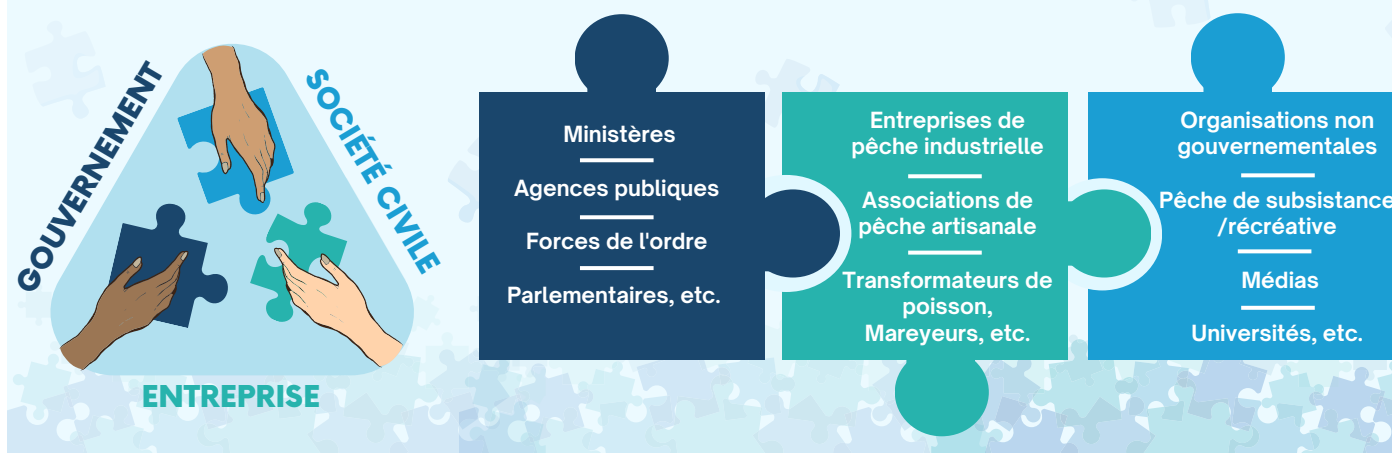 GOUVERNEMENT
SOCIÉTÉ CIVILE
ENTREPRISE
Ministères
Agences publiques
Forces de l'ordre
Parlementaires, etc.
Entreprises de
pêche industrielle
Associations de
pêche artisanale
Transformateurs de
poisson,
Mareyeurs, etc.
Organisations non
gouvernementales
Pêche de subsistance
/récréative
Médias
Universités, etc.